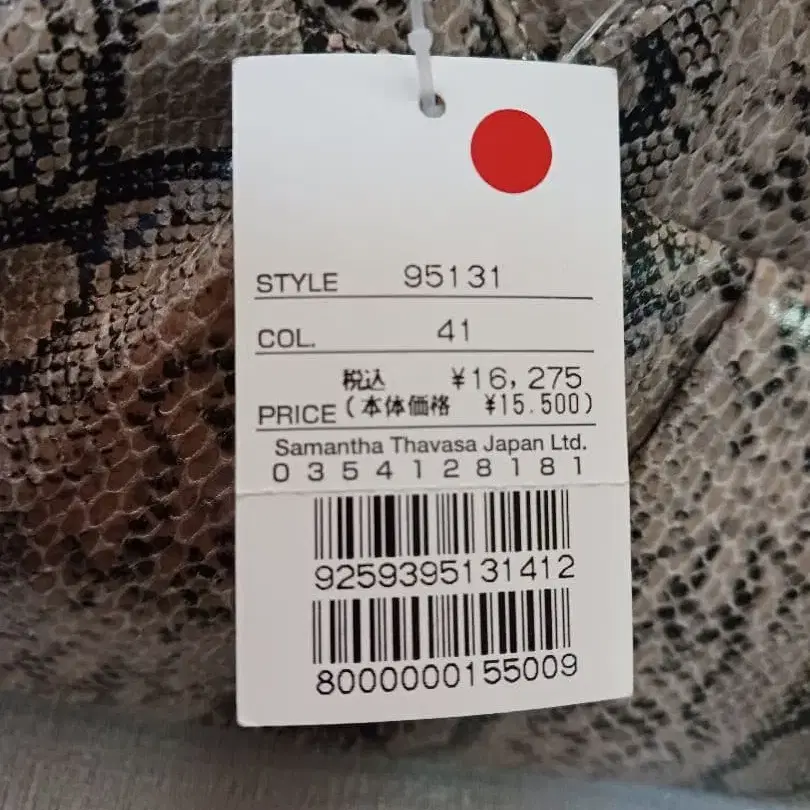 STYLE 95131
COL. 41
税込 ¥16,275
PRICE (本体価格 ¥15.500)
Samantha Thavasa Japan Ltd.
0354128181
9259395131412
8000000155009